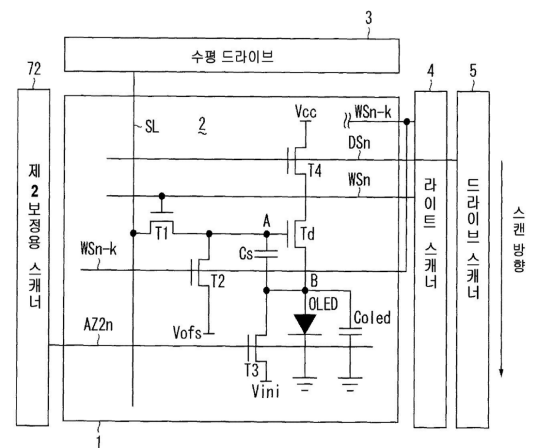 3
수평 드라이브
72
4
5
Vcc
WSn-k
2
SL
DSn
T4
WSn
제2보정용 스캐너
라이트 스캐너
드라이브 스캐너
스캔 방향
A
T1
Td
Cs
WSn-k
T2
B
OLED
Coled
Vofs
AZ2n
T3
Vini
1